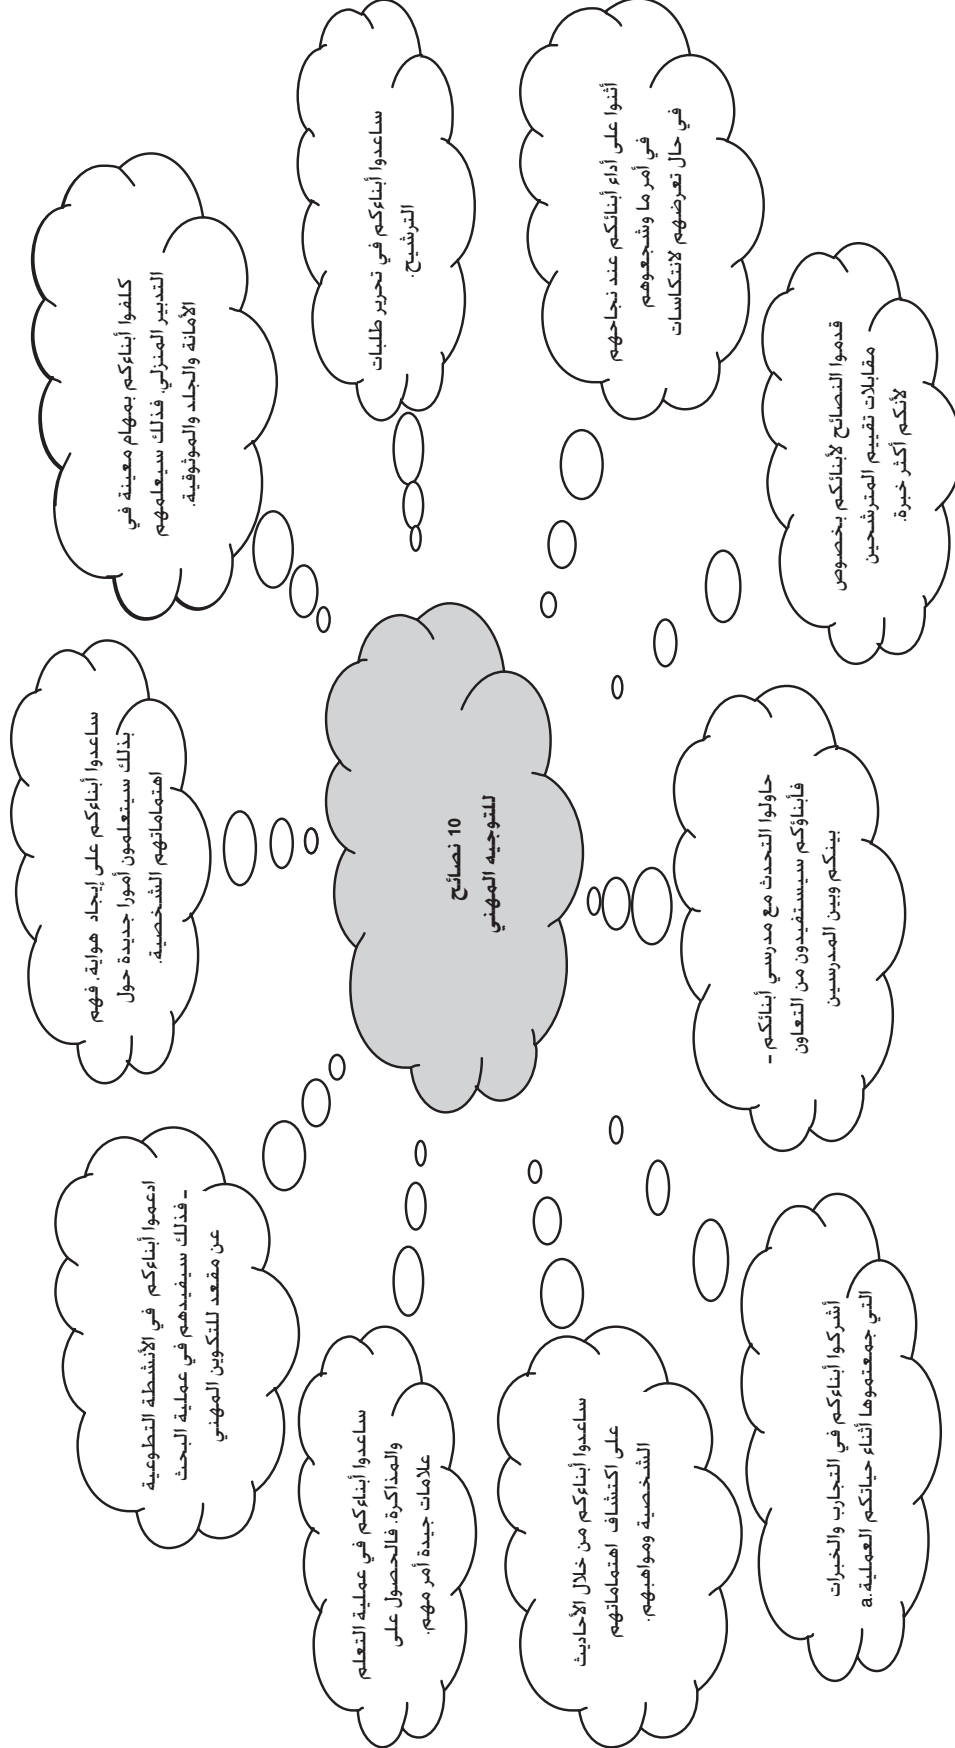 كلفوا أبناءكم بمهام معينة في
التدبير المنزلي. فذلك سيعلمهم
الأمانة والجلد والموثوقية.
ساعدوا أبناءكم على إيجاد هواية. فهم
بذلك سيتعلمون أمورا جديدة حول
اهتماماتهم الشخصية.
ادعموا أبناءكم في الأنشطة التطوعية
ـ فذلك سيفيدهم في عملية البحث
عن مقعد للتكوين المهني
ساعدوا أبناءكم في تحرير طلبات
الترشيح.
10 نصائح
للتوجيه المهني
ساعدوا أبناءكم في عملية التعلم
والمذاكرة. فالحصول على
علامات جيدة أمر مهم.
أثنوا على أداء أبنائكم عند نجاحهم
في أمر ما وشجعوهم
في حال تعرضهم لانتكاسات
ساعدوا أبناءكم من خلال الأحاديث
على اكتشاف اهتماماتهم
الشخصية ومواهبهم.
قدموا النصائح لأبنائكم بخصوص
مقابلات تقييم المترشحين
لأنكم أكثر خبرة.
حاولوا التحدث مع مدرسي أبنائكم ـ
فأبناؤكم سيستفيدون من التعاون
بينكم وبين المدرسين
أشركوا أبناءكم في التجارب والخبرات
التي جمعتموها أثناء حياتكم العملية.a